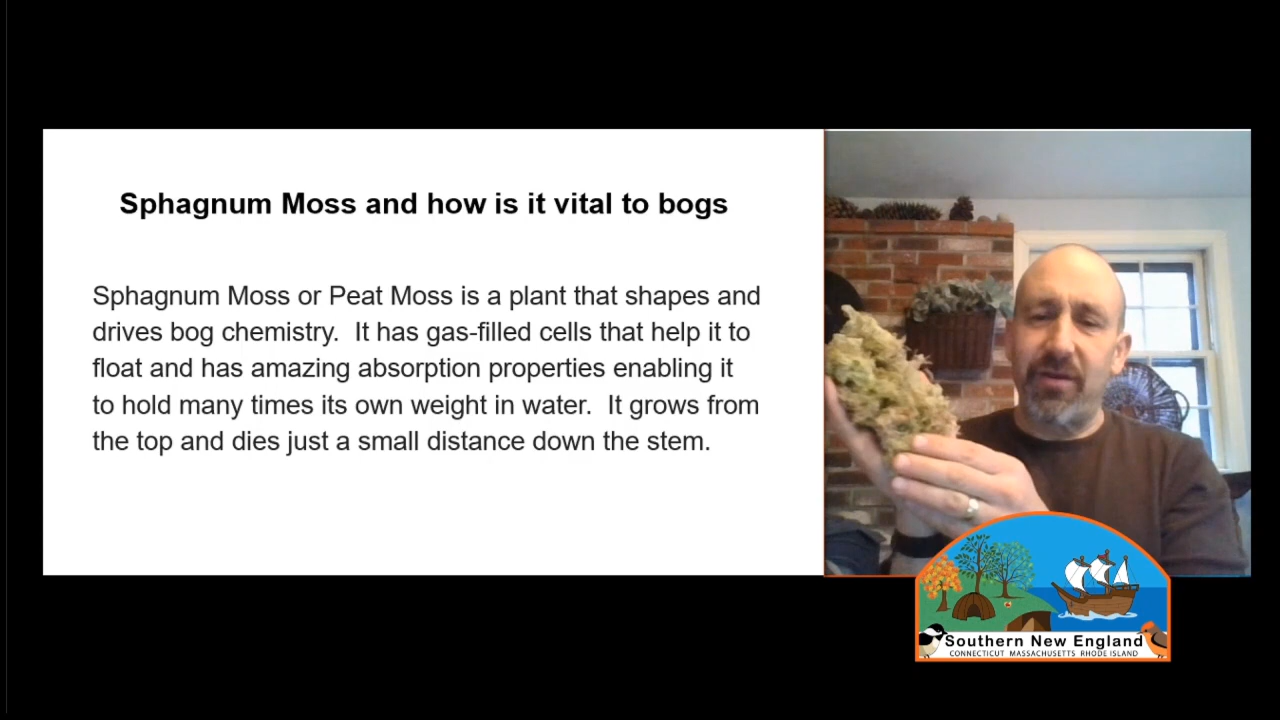 Sphagnum Moss and how is it vital to bogs
Sphagnum Moss or Peat Moss is a plant that shapes and
drives bog chemistry.  It has gas-filled cells that help it to
float and has amazing absorption properties enabling it
to hold many times its own weight in water.  It grows from
the top and dies just a small distance down the stem.
Southern New England
CONNECTICUT MASSACHUSETTS RHODE ISLAND